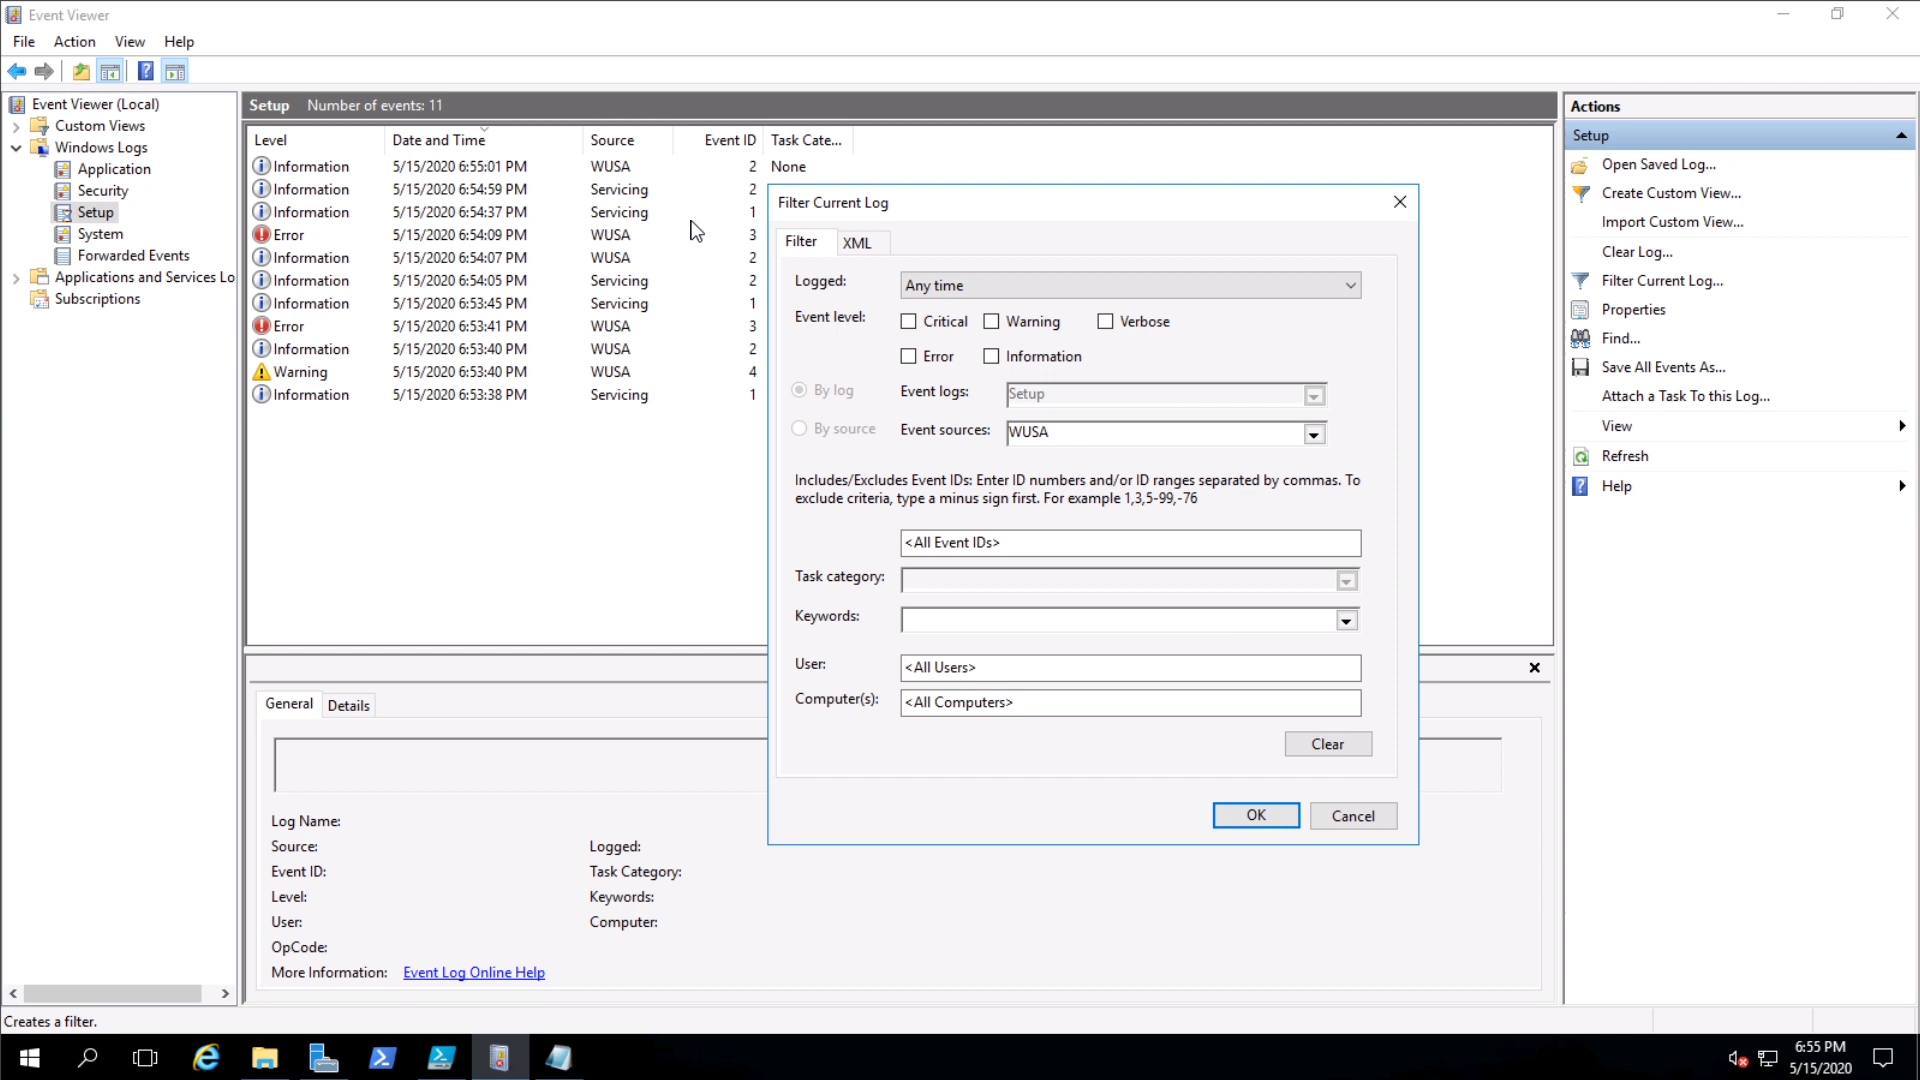 Event Viewer
File Action View Help
Event Viewer (Local)
Custom Views
Windows Logs
Application
Security
Setup
System
Forwarded Events
Applications and Services Lo
Subscriptions
Setup Number of events: 11
Level Date and Time Source Event ID Task Cate...
Information 5/15/2020 6:55:01 PM WUSA 2 None
Information 5/15/2020 6:54:59 PM Servicing 2
Information 5/15/2020 6:54:37 PM Servicing 1
Error 5/15/2020 6:54:09 PM WUSA 3
Information 5/15/2020 6:54:07 PM WUSA 2
Information 5/15/2020 6:54:05 PM Servicing 2
Information 5/15/2020 6:53:45 PM Servicing 1
Error 5/15/2020 6:53:41 PM WUSA 3
Information 5/15/2020 6:53:40 PM WUSA 2
Warning 5/15/2020 6:53:40 PM WUSA 4
Information 5/15/2020 6:53:38 PM Servicing 1
General Details
Log Name:
Source: Logged:
Event ID: Task Category:
Level: Keywords:
User: Computer:
OpCode:
More Information: Event Log Online Help
Filter Current Log
Filter XML
Logged: Any time
Event level: Critical Warning Verbose
Error Information
By log Event logs: Setup
By source Event sources: WUSA
Includes/Excludes Event IDs: Enter ID numbers and/or ID ranges separated by commas. To
exclude criteria, type a minus sign first. For example 1,3,5-99,-76
<All Event IDs>
Task category:
Keywords:
User: <All Users>
Computer(s): <All Computers>
Clear
OK Cancel
Actions
Setup
Open Saved Log...
Create Custom View...
Import Custom View...
Clear Log...
Filter Current Log...
Properties
Find...
Save All Events As...
Attach a Task To this Log...
View
Refresh
Help
Creates a filter.
6:55 PM
5/15/2020